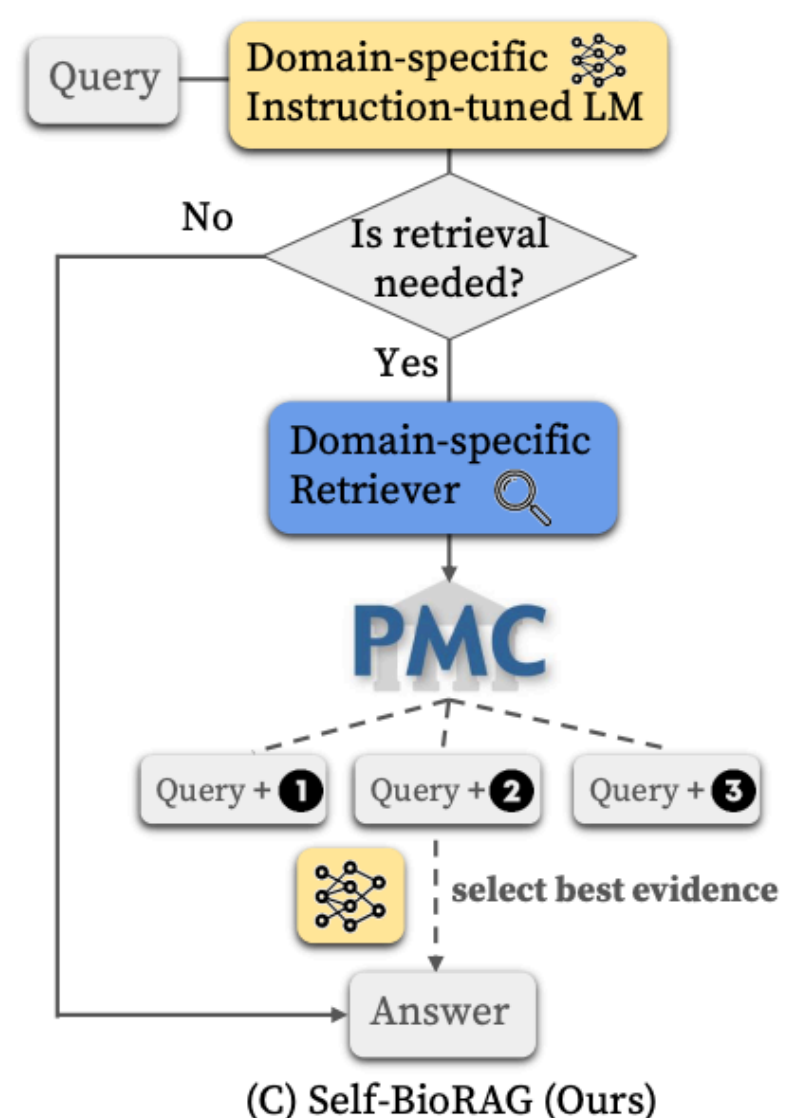 Query
Domain-specific
Instruction-tuned LM
No
Is retrieval
needed?
Yes
Domain-specific
Retriever
PMC
Query + 1
Query + 2
Query + 3
select best evidence
Answer
(C) Self-BioRAG (Ours)